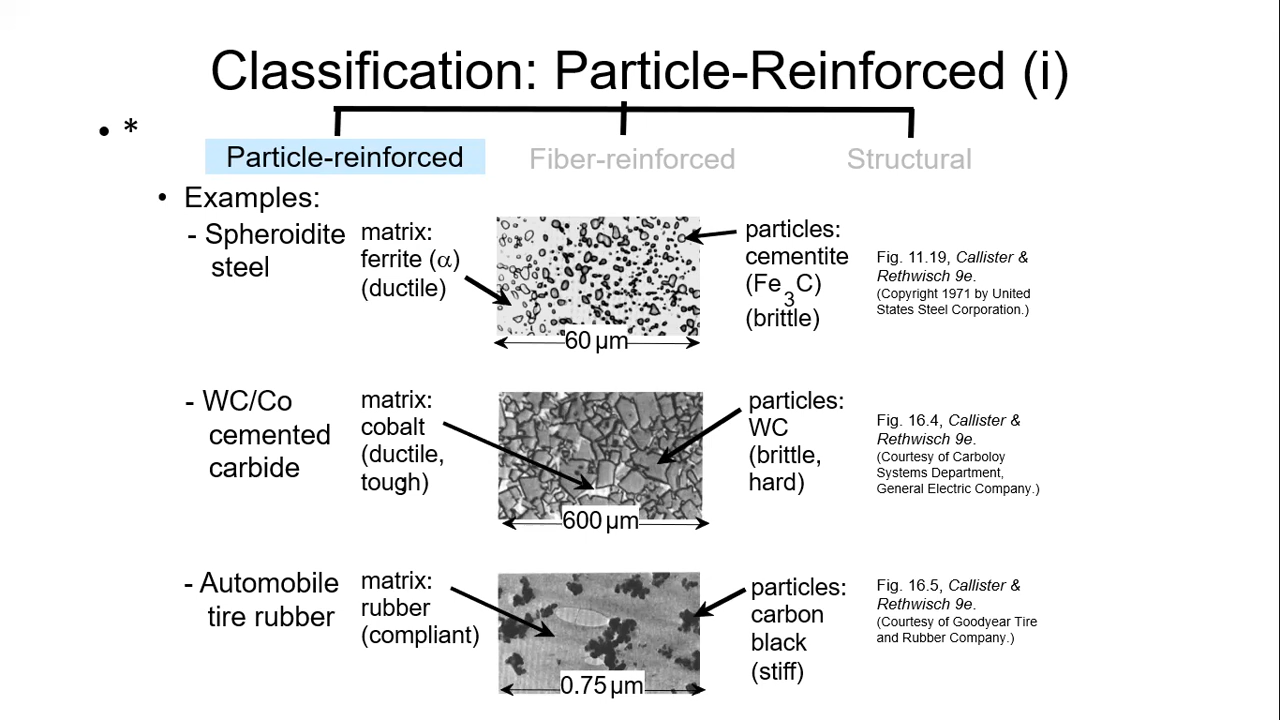 Classification: Particle-Reinforced (i)
• *
Particle-reinforced
Fiber-reinforced
Structural
• Examples:
- Spheroidite
steel
matrix:
ferrite (α)
(ductile)
60 μm
particles:
cementite
(Fe3C)
(brittle)
Fig. 11.19, Callister &
Rethwisch 9e.
(Copyright 1971 by United
States Steel Corporation.)
- WC/Co
cemented
carbide
matrix:
cobalt
(ductile,
tough)
600 μm
particles:
WC
(brittle,
hard)
Fig. 16.4, Callister &
Rethwisch 9e.
(Courtesy of Carboloy
Systems Department,
General Electric Company.)
- Automobile
tire rubber
matrix:
rubber
(compliant)
0.75 μm
particles:
carbon
black
(stiff)
Fig. 16.5, Callister &
Rethwisch 9e.
(Courtesy of Goodyear Tire
and Rubber Company.)